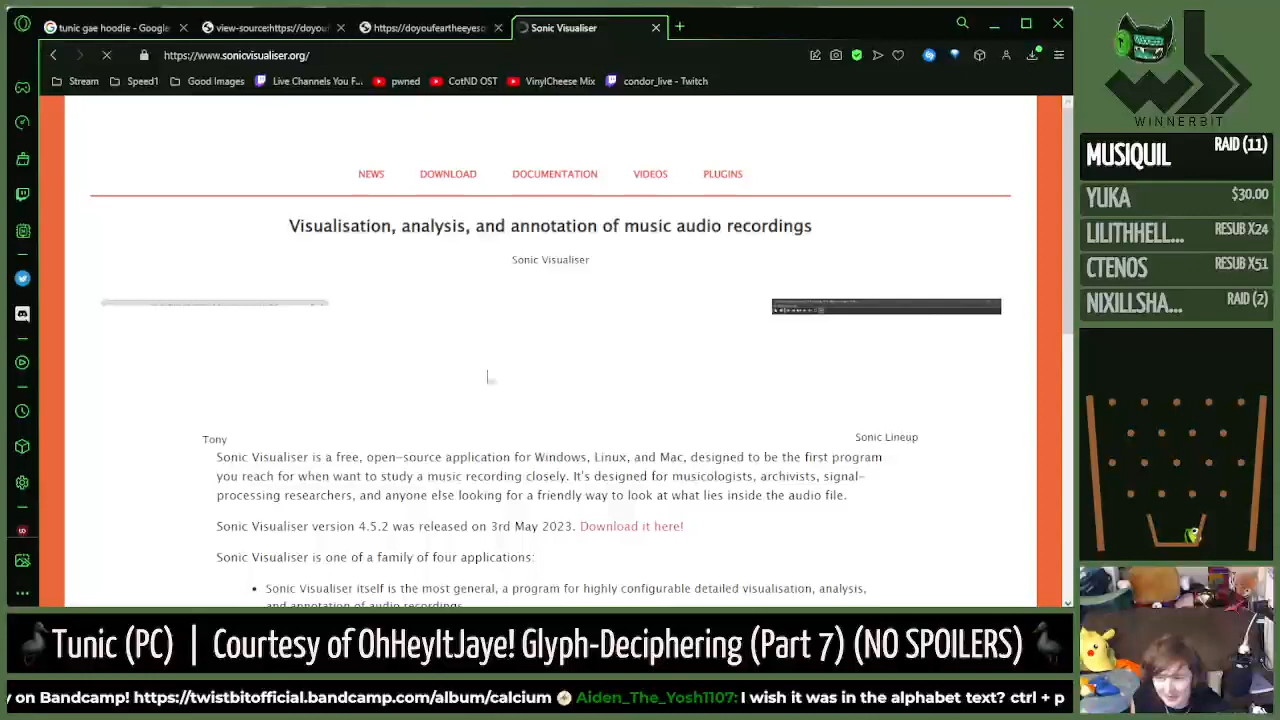 tunic gae hoodie - Google
view-source:https://doyouf
https://doyoufeartheeyeso
Sonic Visualiser
https://www.sonicvisualiser.org/
Stream
Speed1
Good Images
Live Channels You F...
pwned
CotND OST
VinylCheese Mix
condor_live - Twitch
NEWS
DOWNLOAD
DOCUMENTATION
VIDEOS
PLUGINS
Visualisation, analysis, and annotation of music audio recordings
Sonic Visualiser
Tony
Sonic Lineup
Sonic Visualiser is a free, open-source application for Windows, Linux, and Mac, designed to be the first program
you reach for when want to study a music recording closely. It's designed for musicologists, archivists, signal-
processing researchers, and anyone else looking for a friendly way to look at what lies inside the audio file.
Sonic Visualiser version 4.5.2 was released on 3rd May 2023. Download it here!
Sonic Visualiser is one of a family of four applications:
• Sonic Visualiser itself is the most general, a program for highly configurable detailed visualisation, analysis,
and annotation of audio recordings.
WINNERBIT
MUSIQUIL RAID (11)
YUKA $30.00
LILITHHELL... RESUB X24
CTENOS RESUB X51
NIXILLSHA... RAID (2)
Tunic (PC) | Courtesy of OhHeyItJaye! Glyph-Deciphering (Part 7) (NO SPOILERS)
y on Bandcamp! https://twistbitofficial.bandcamp.com/album/calcium Aiden_The_Yosh1107: I wish it was in the alphabet text? ctrl + p